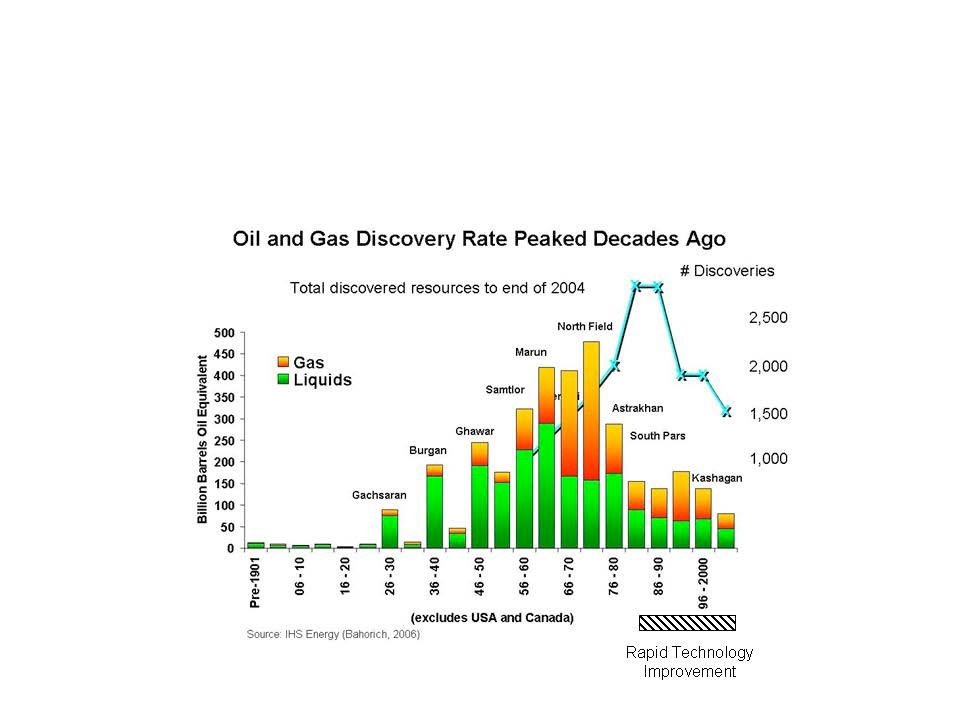 Oil and Gas Discovery Rate Peaked Decades Ago
# Discoveries
Total discovered resources to end of 2004
2,500
2,000
1,500
1,000
Billion Barrels Oil Equivalent
500
450
400
350
300
250
200
150
100
50
0
Gas
Liquids
North Field
Marun
Samtlor
Astrakhan
Ghawar
South Pars
Burgan
Kashagan
Gachsaran
Pre-1901
06 - 10
16 - 20
26 - 30
36 - 40
46 - 50
56 - 60
66 - 70
76 - 80
86 - 90
96 - 2000
(excludes USA and Canada)
Source: IHS Energy (Bahorich, 2006)
Rapid Technology
Improvement